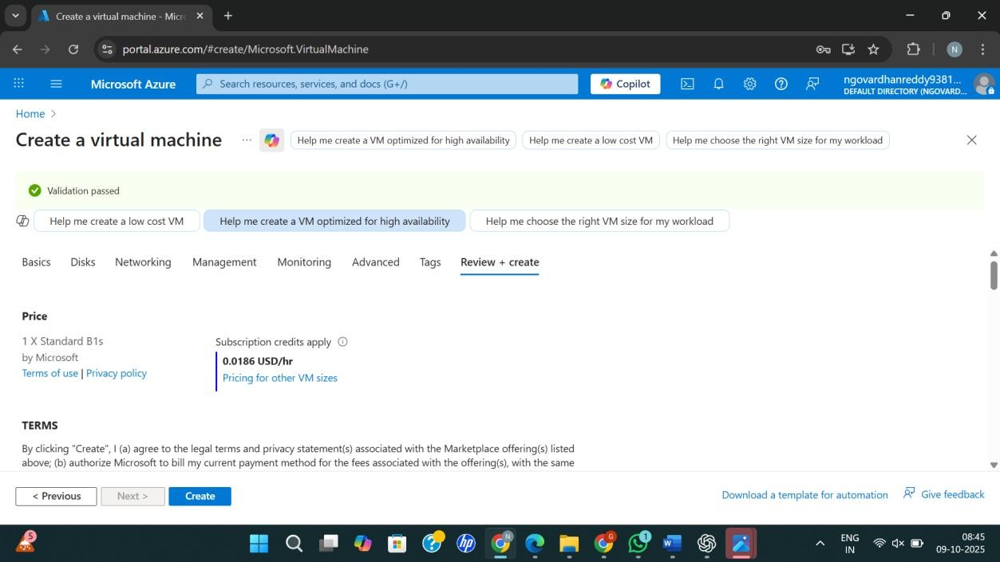 Create a virtual machine - Micr
portal.azure.com/#create/Microsoft.VirtualMachine
N
Microsoft Azure
Search resources, services, and docs (G+/)
Copilot
ngovardhanreddy9381...
DEFAULT DIRECTORY (NGOVARD...
Home >
Create a virtual machine ...
Help me create a VM optimized for high availability
Help me create a low cost VM
Help me choose the right VM size for my workload
Validation passed
Help me create a low cost VM
Help me create a VM optimized for high availability
Help me choose the right VM size for my workload
Basics Disks Networking Management Monitoring Advanced Tags Review + create
Price
1 X Standard B1s
by Microsoft
Terms of use | Privacy policy
Subscription credits apply
0.0186 USD/hr
Pricing for other VM sizes
TERMS
By clicking "Create", I (a) agree to the legal terms and privacy statement(s) associated with the Marketplace offering(s) listed
above; (b) authorize Microsoft to bill my current payment method for the fees associated with the offering(s), with the same
< Previous
Next >
Create
Download a template for automation
Give feedback
5
N
G
1
W
ENG
IN
08:45
09-10-2025